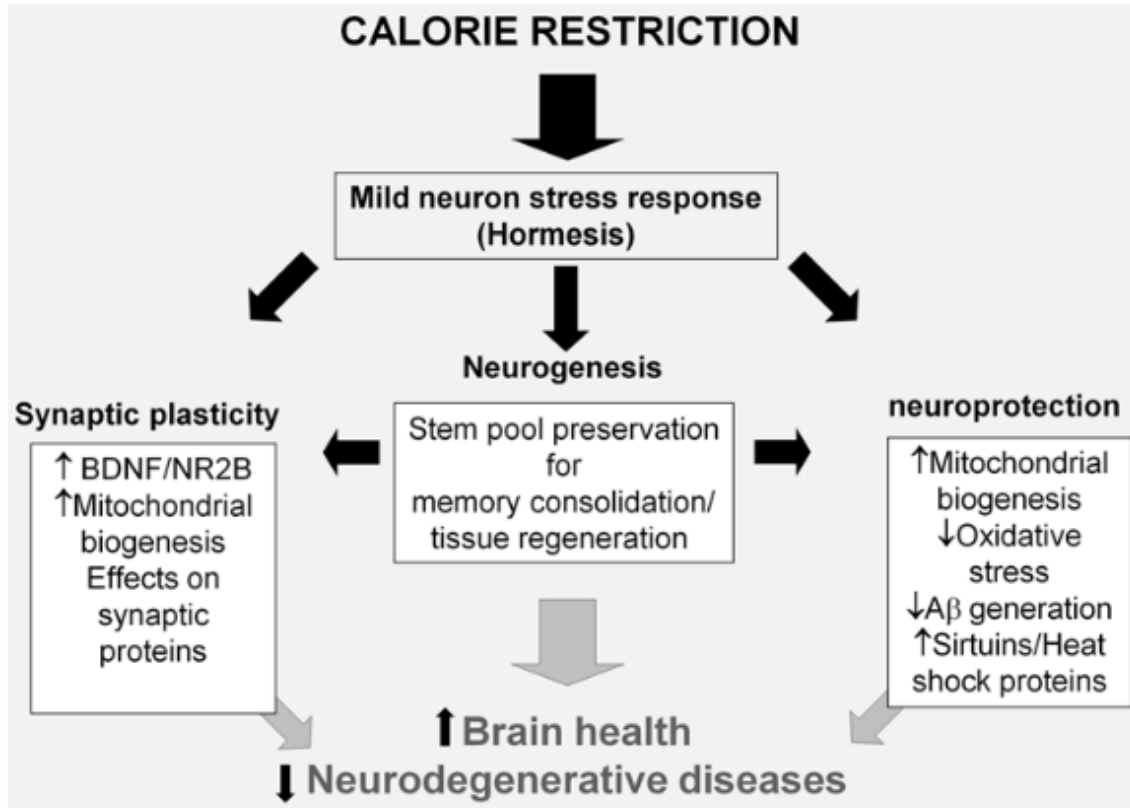 CALORIE RESTRICTION
Mild neuron stress response
(Hormesis)
Synaptic plasticity
↑ BDNF/NR2B
↑Mitochondrial
biogenesis
Effects on
synaptic
proteins
Neurogenesis
Stem pool preservation
for
memory consolidation/
tissue regeneration
neuroprotection
↑Mitochondrial
biogenesis
↓Oxidative
stress
↓Aβ generation
↑Sirtuins/Heat
shock proteins
↑Brain health
↓ Neurodegenerative diseases